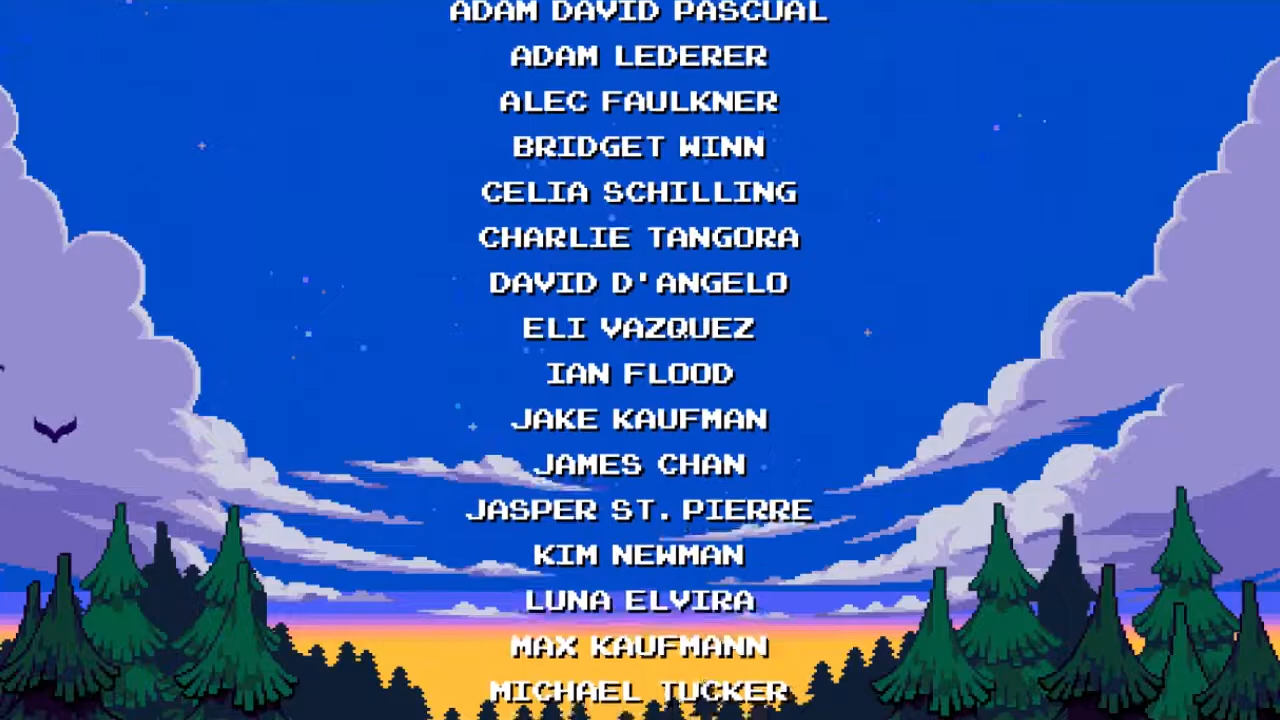 ADAM DAVID PASCUAL
ADAM LEDERER
ALEC FAULKNER
BRIDGET WINN
CELIA SCHILLING
CHARLIE TANGORA
DAVID D'ANGELO
ELI VAZQUEZ
IAN FLOOD
JAKE KAUFMAN
JAMES CHAN
JASPER ST. PIERRE
KIM NEWMAN
LUNA ELVIRA
MAX KAUFMANN
MICHAEL TUCKER